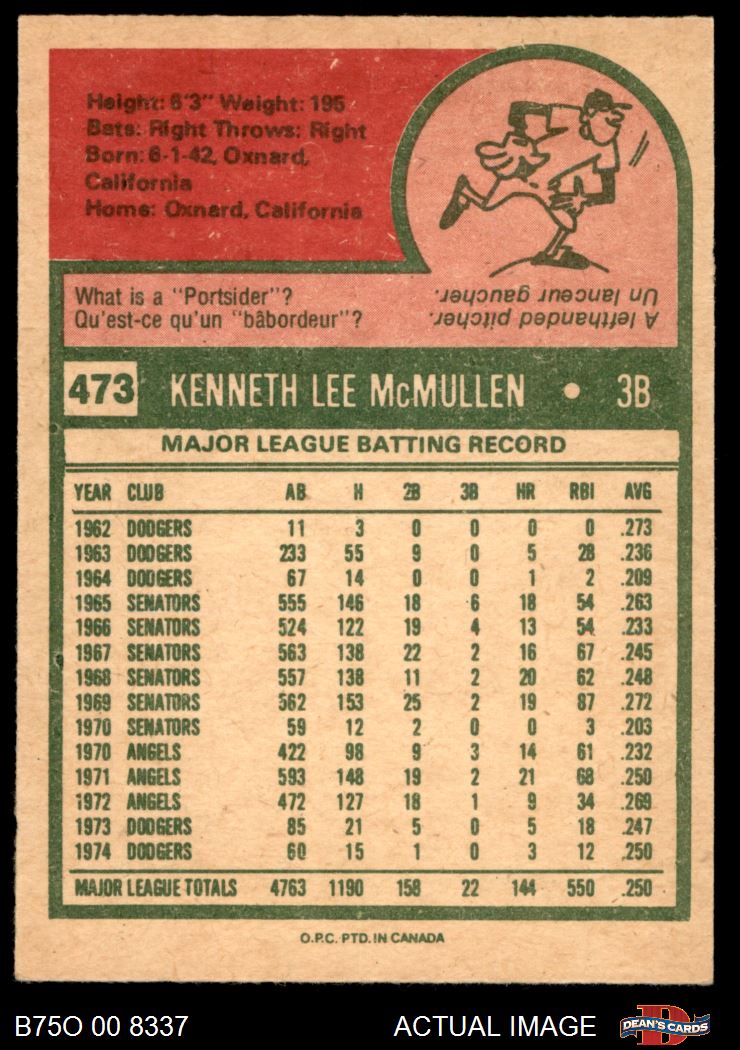 Height: 6'3" Weight: 195
Bats: Right Throws: Right
Born: 6-1-42, Oxnard,
California
Home: Oxnard, California
What is a "Portsider"?
Qu'est-ce qu'un "bâbordeur"?
A lefthanded pitcher.
Un lanceur gaucher.
473 KENNETH LEE McMULLEN • 3B
MAJOR LEAGUE BATTING RECORD
YEAR CLUB AB H 2B 3B HR RBI AVG
1962 DODGERS 11 3 0 0 0 0 .273
1963 DODGERS 233 55 9 0 5 28 .236
1964 DODGERS 67 14 0 0 1 2 .209
1965 SENATORS 555 146 18 6 18 54 .263
1966 SENATORS 524 122 19 4 13 54 .233
1967 SENATORS 563 138 22 2 16 67 .245
1968 SENATORS 557 138 11 2 20 62 .248
1969 SENATORS 562 153 25 2 19 87 .272
1970 SENATORS 59 12 2 0 0 3 .203
1970 ANGELS 422 98 9 3 14 61 .232
1971 ANGELS 593 148 19 2 21 68 .250
1972 ANGELS 472 127 18 1 9 34 .269
1973 DODGERS 85 21 5 0 5 18 .247
1974 DODGERS 60 15 1 0 3 12 .250
MAJOR LEAGUE TOTALS 4763 1190 158 22 144 550 .250
O.P.C. PTD. IN CANADA
B75O 00 8337 ACTUAL IMAGE D DEAN'S CARDS